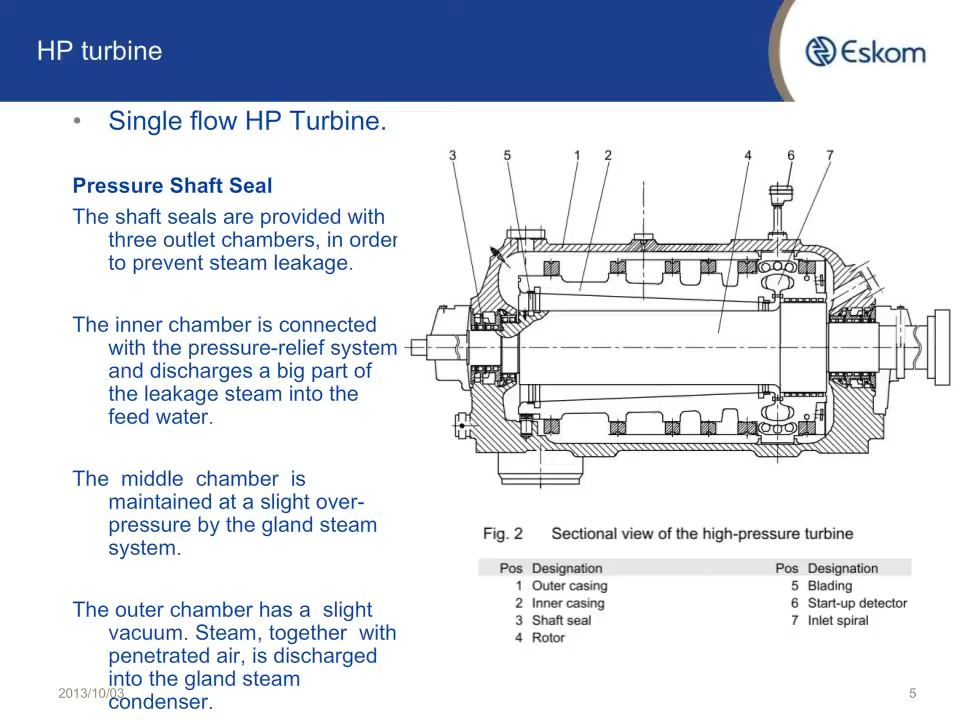 HP turbine
Eskom
• Single flow HP Turbine.
Pressure Shaft Seal
The shaft seals are provided with
three outlet chambers, in order
to prevent steam leakage.
The inner chamber is connected
with the pressure-relief system
and discharges a big part of
the leakage steam into the
feed water.
The middle chamber is
maintained at a slight over-
pressure by the gland steam
system.
The outer chamber has a slight
vacuum. Steam, together with
penetrated air, is discharged
into the gland steam
condenser.
3 5 1 2 4 6 7
Fig. 2 Sectional view of the high-pressure turbine
Pos Designation Pos Designation
1 Outer casing 5 Blading
2 Inner casing 6 Start-up detector
3 Shaft seal 7 Inlet spiral
4 Rotor
2013/10/03
5